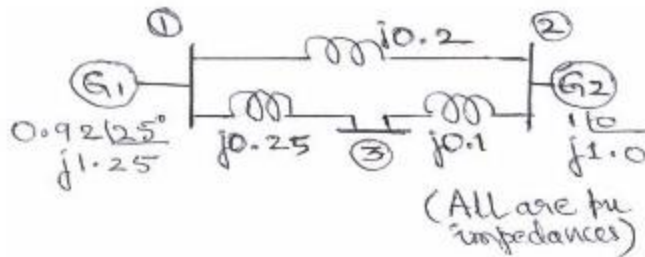 ① ②
j0.2
G1 G2
0.92∠25° 1∠0
j1.25 j0.25 ③ j0.1 j1.0
(All are pu
impedances)